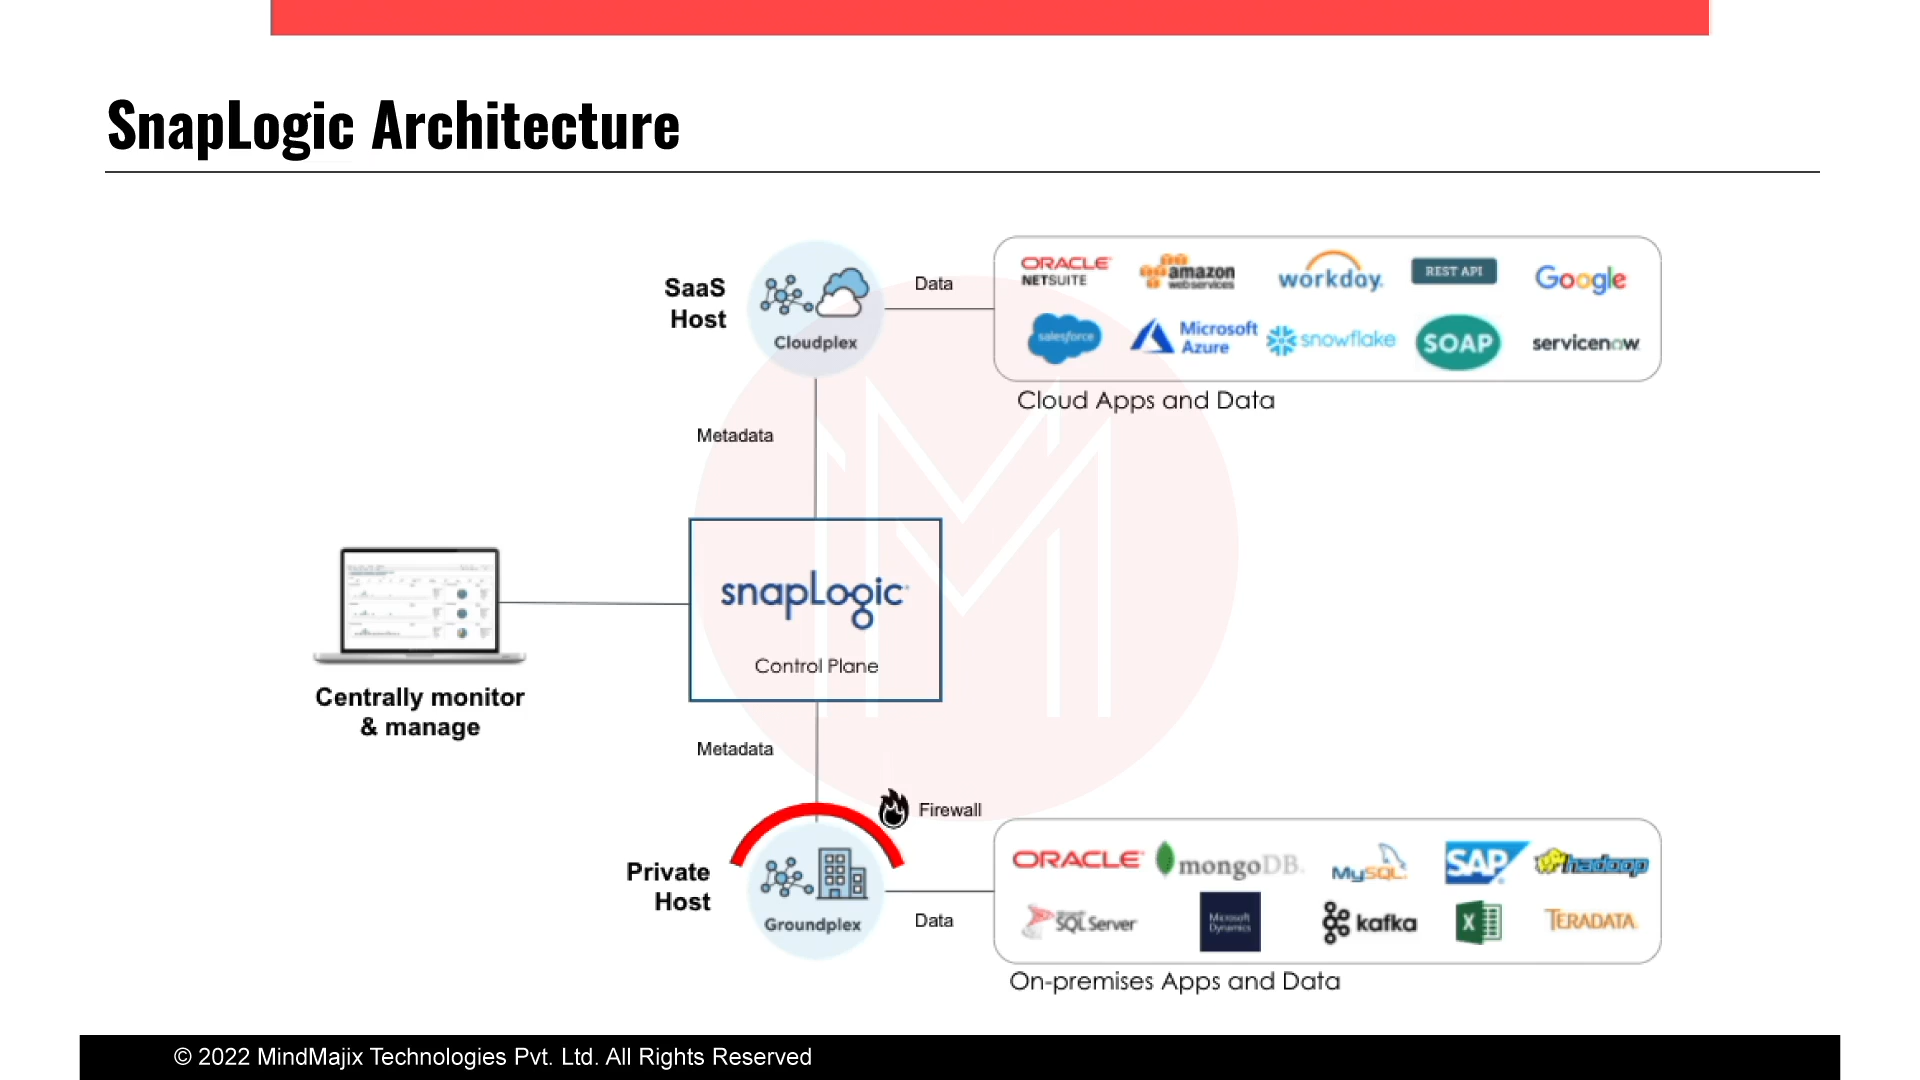 SnapLogic Architecture
SaaS
Host
Cloudplex
Data
ORACLE
NETSUITE
amazon
webservices
workday.
REST API
Google
salesforce
Microsoft
Azure
snowflake
SOAP
servicenow
Cloud Apps and Data
Metadata
snapLogic
Control Plane
Centrally monitor
& manage
Metadata
Firewall
Private
Host
Groundplex
Data
ORACLE
mongoDB.
MySQL
SAP
hadoop
SQL Server
Microsoft
Dynamics
kafka
X
TERADATA
On-premises Apps and Data
© 2022 MindMajix Technologies Pvt. Ltd. All Rights Reserved